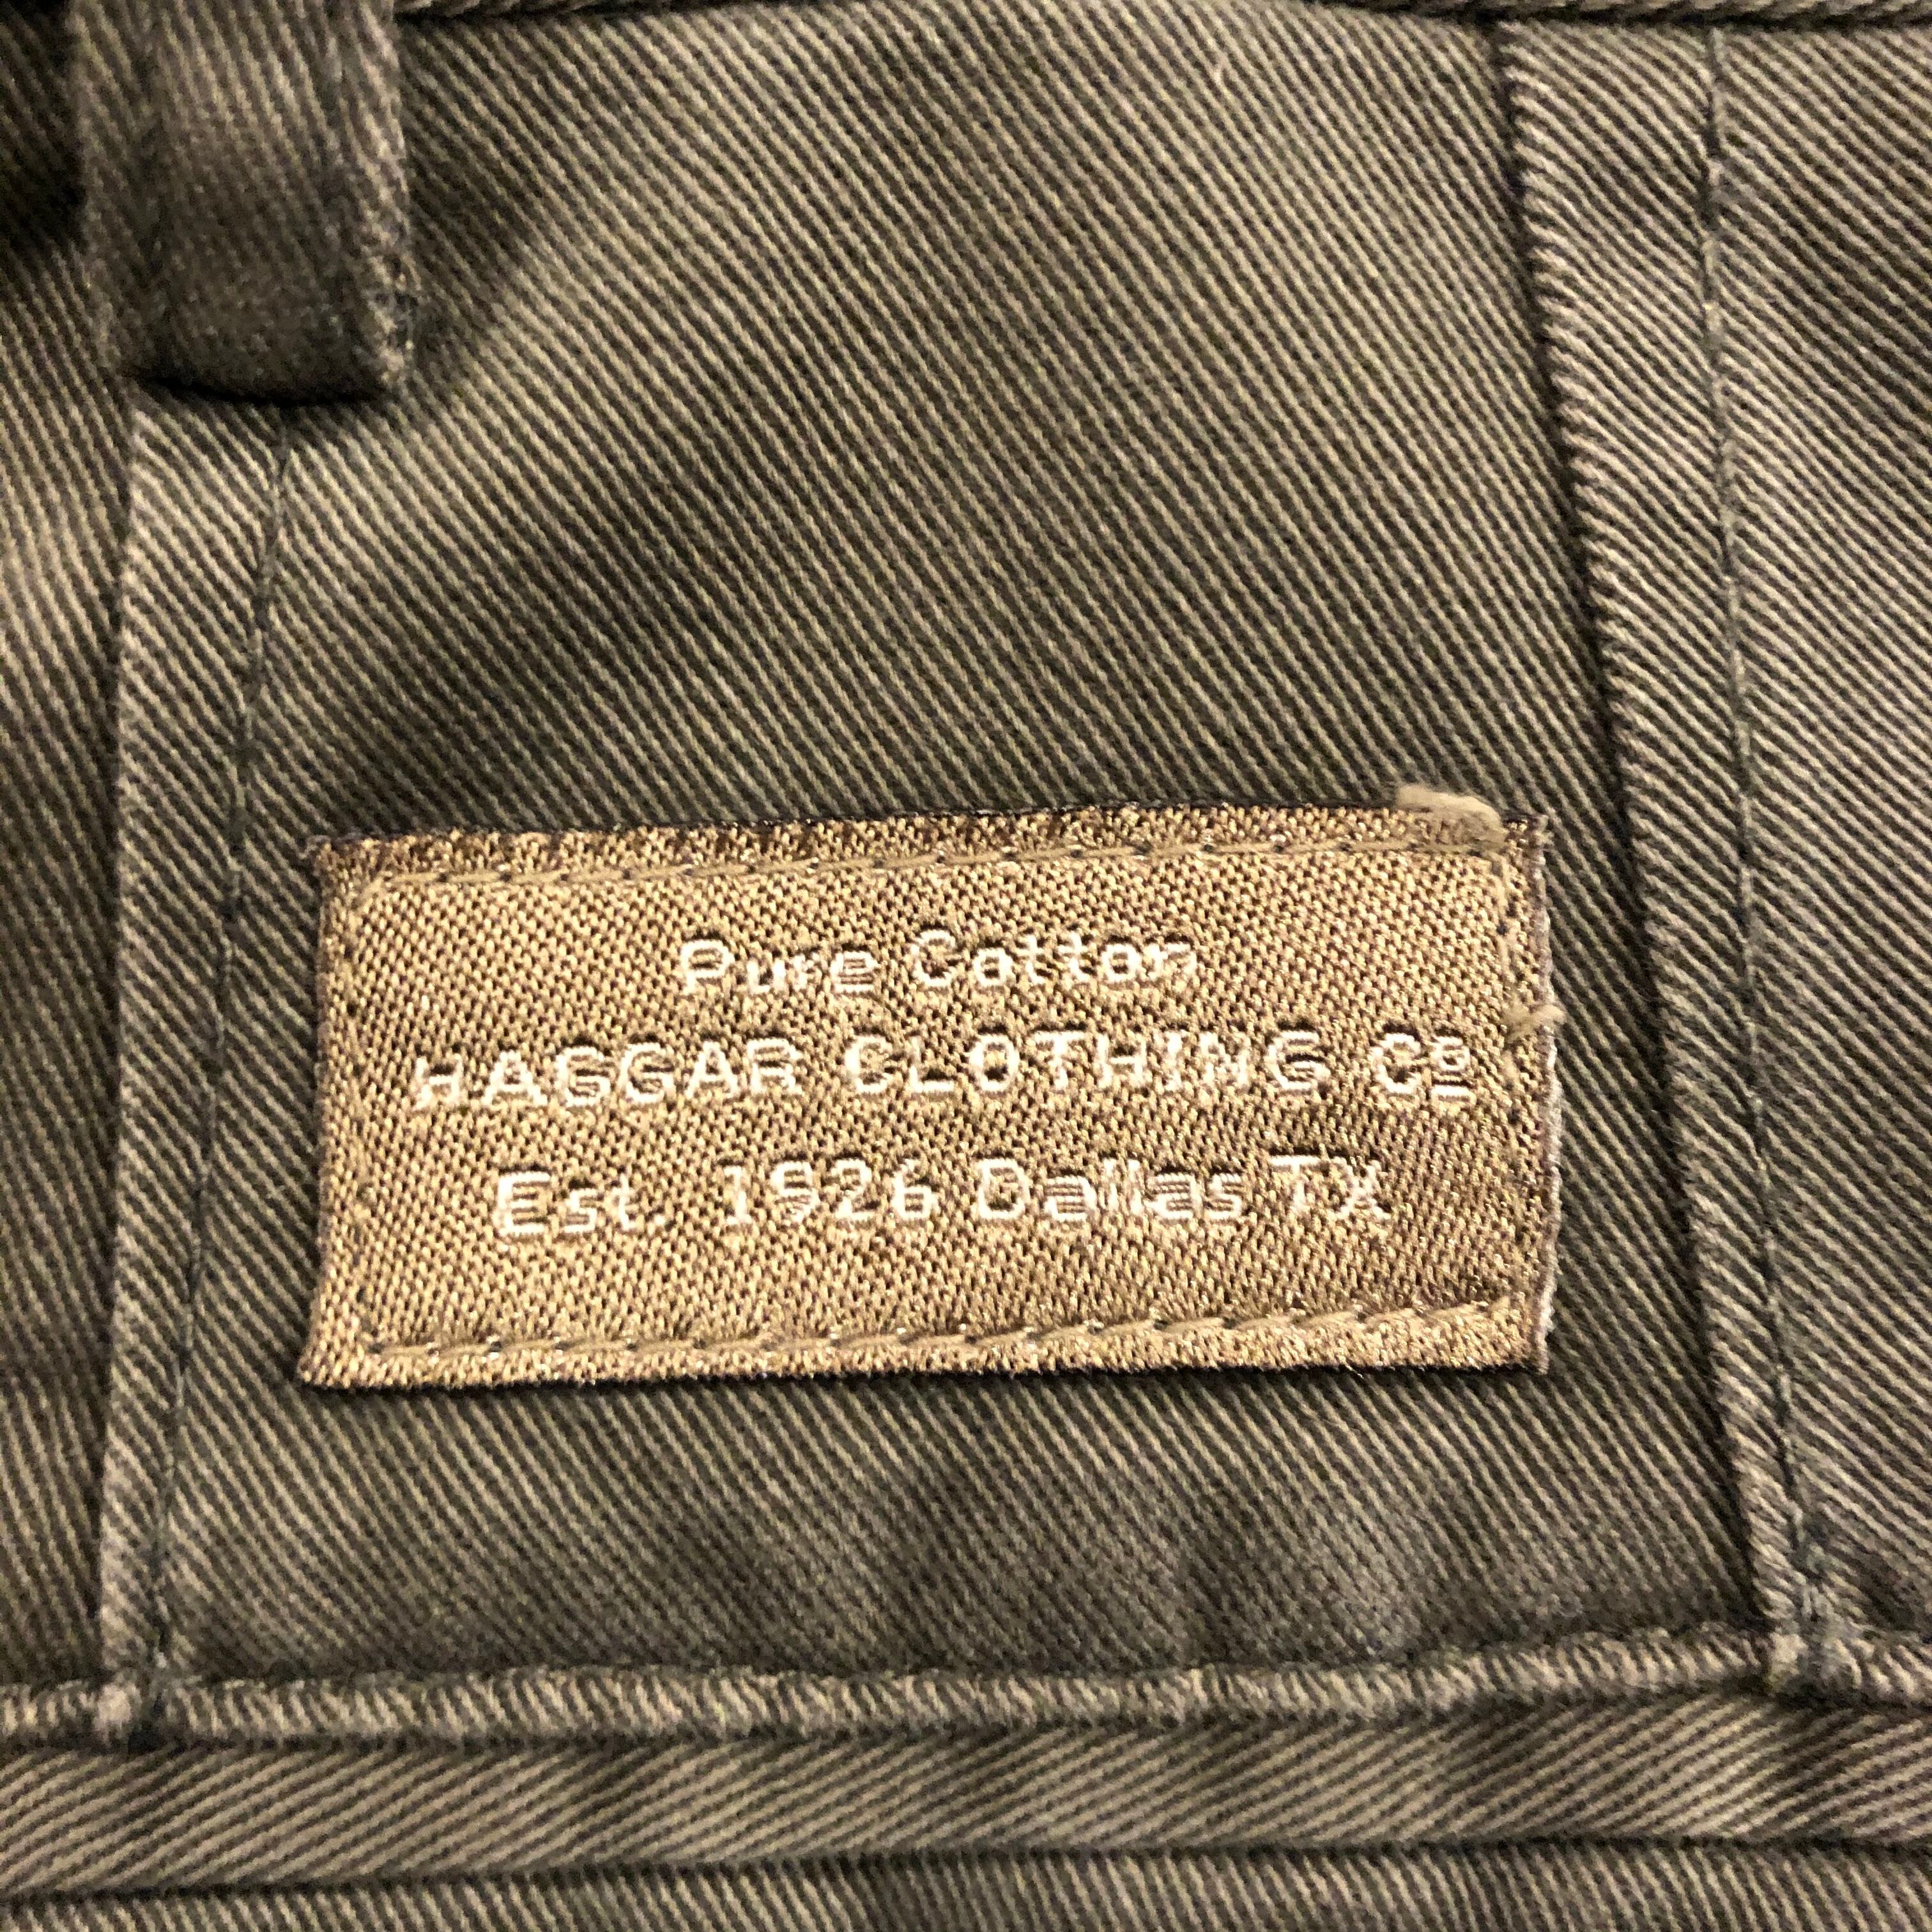 Pure Cotton
HAGGAR CLOTHING Co
Est. 1926 Dallas TX